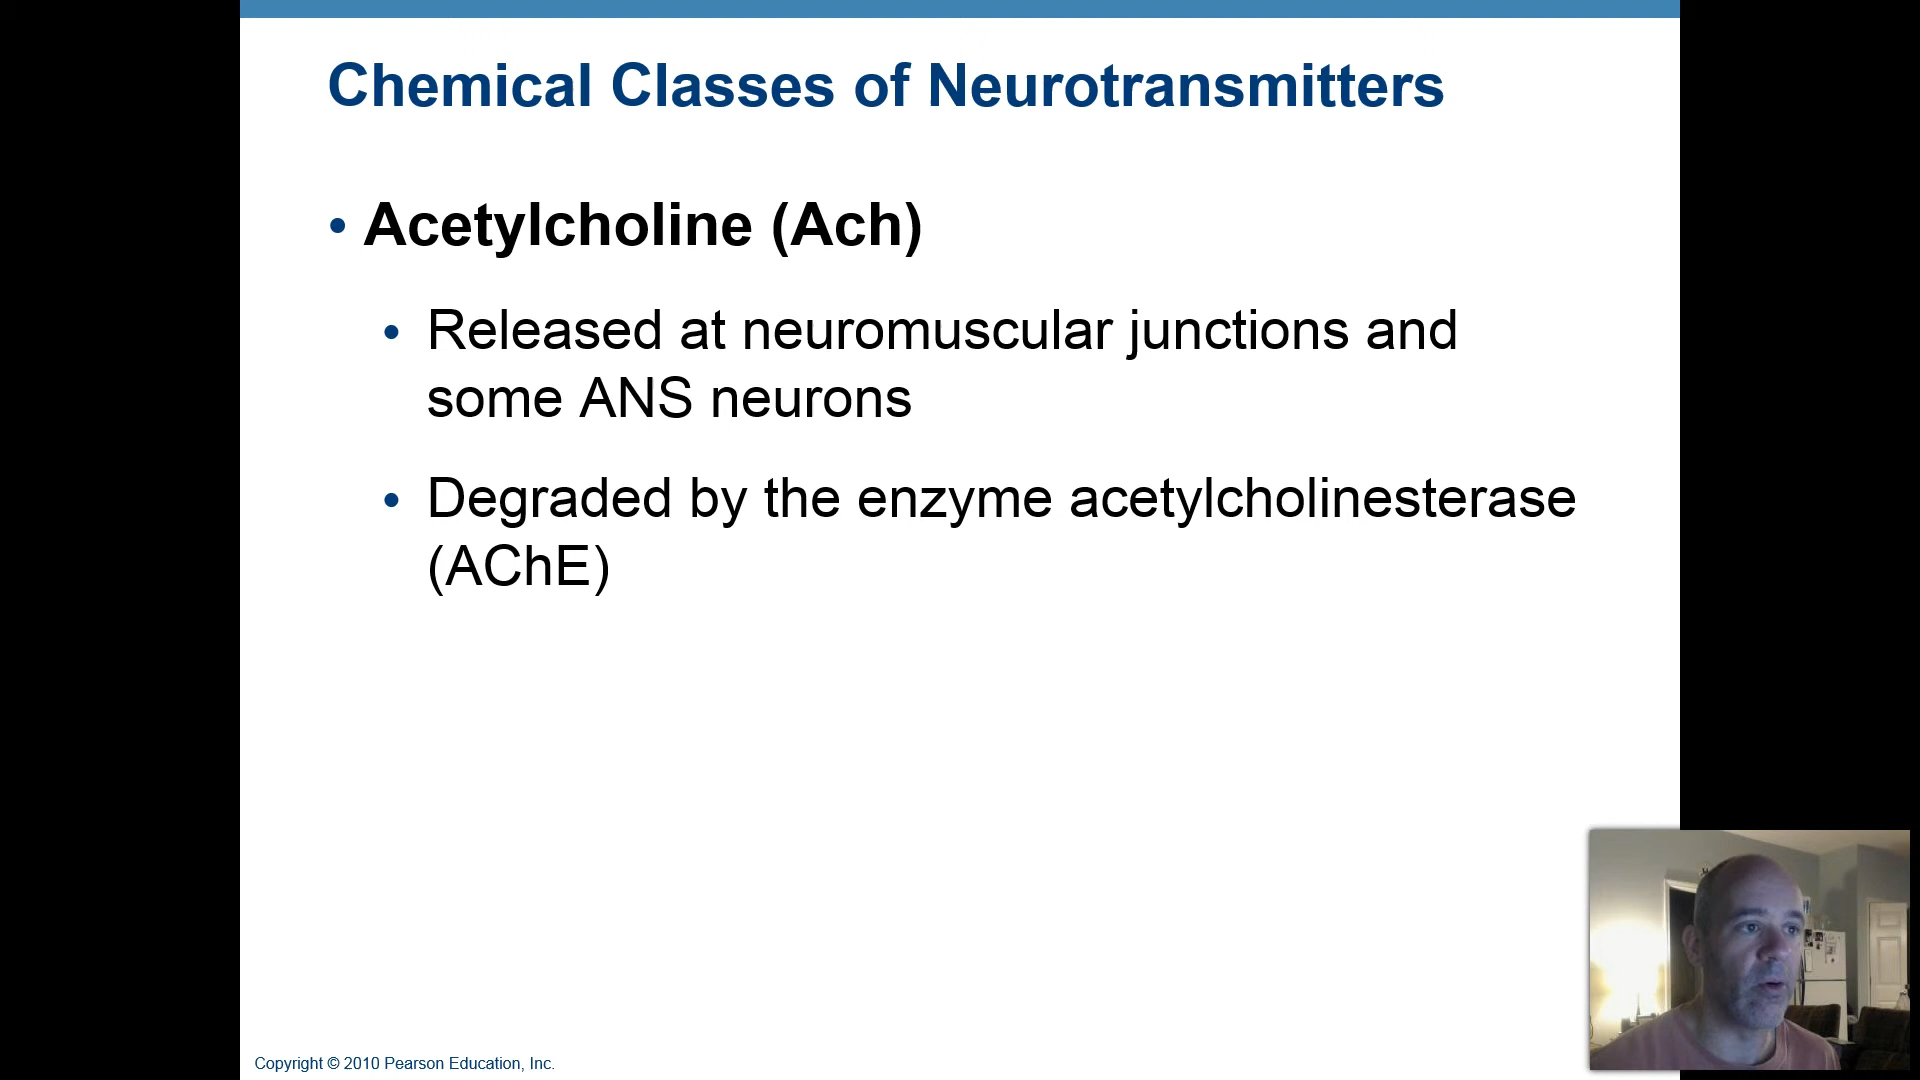 Chemical Classes of Neurotransmitters
• Acetylcholine (Ach)
• Released at neuromuscular junctions and
some ANS neurons
• Degraded by the enzyme acetylcholinesterase
(AChE)
Copyright © 2010 Pearson Education, Inc.